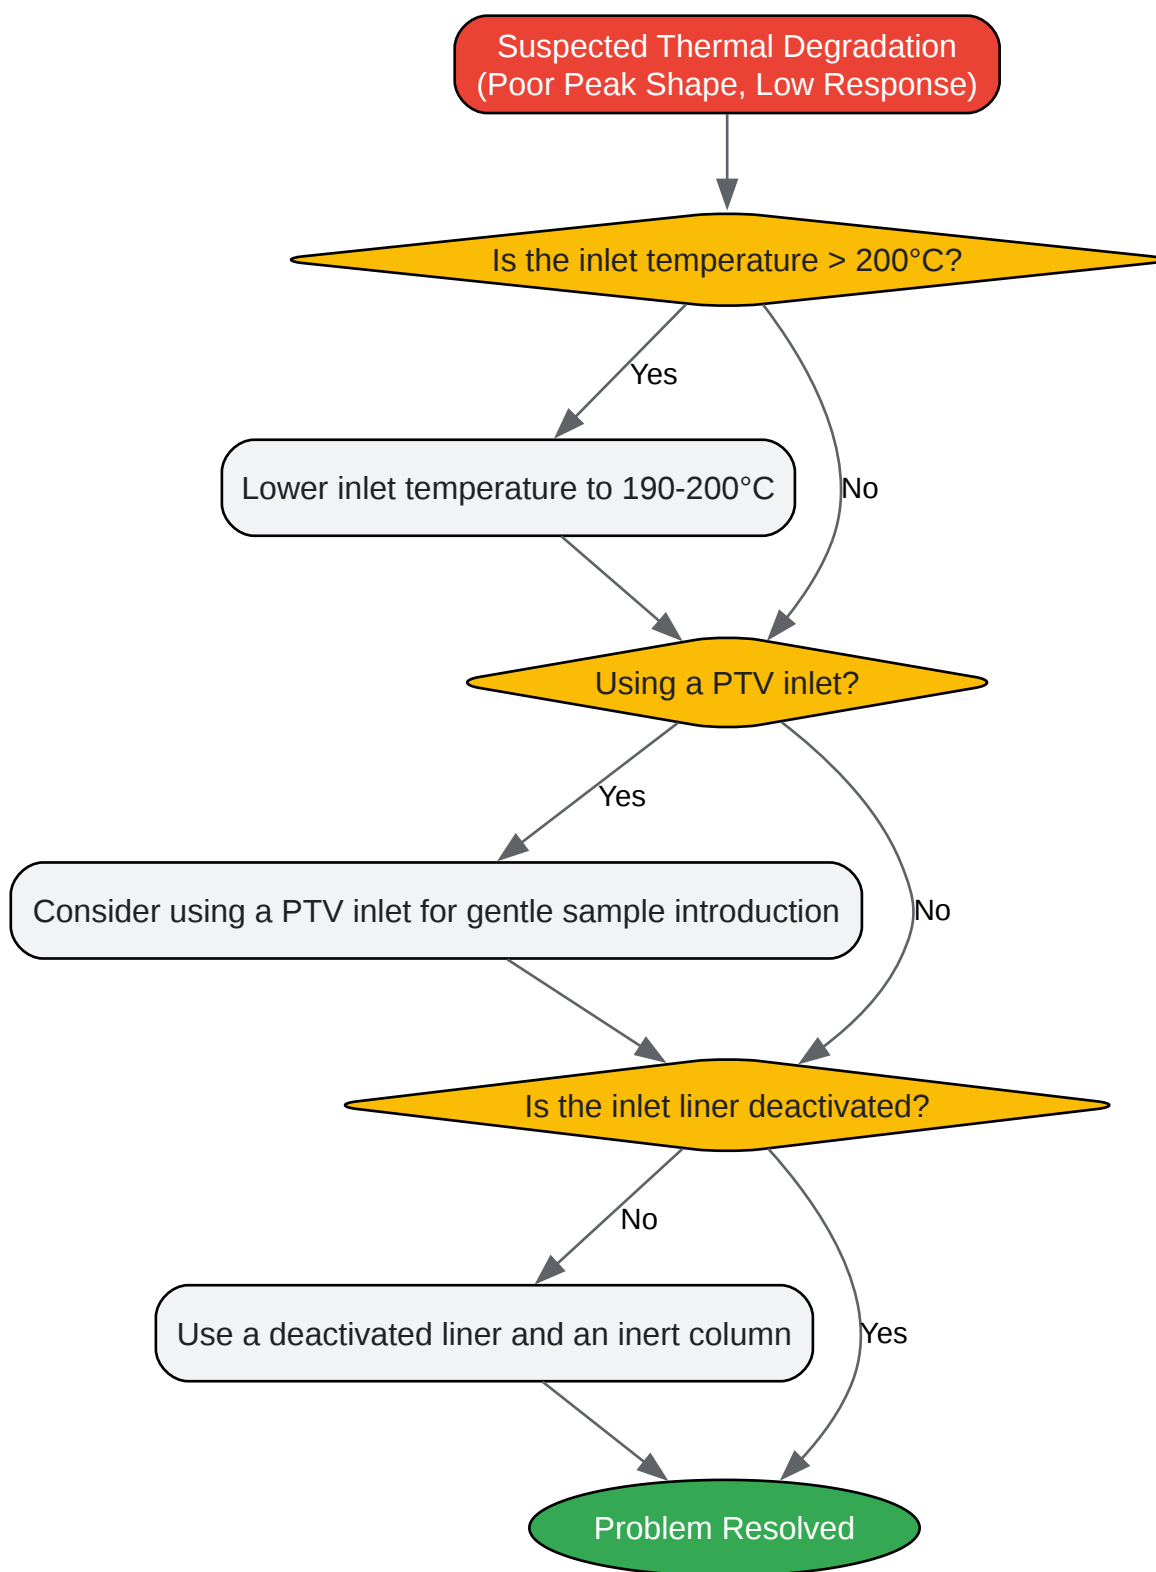 Suspected Thermal Degradation
(Poor Peak Shape, Low Response)
Is the inlet temperature > 200°C?
Yes
Lower inlet temperature to 190-200°C
No
Using a PTV inlet?
Yes
Consider using a PTV inlet for gentle sample introduction
No
Is the inlet liner deactivated?
No
Use a deactivated liner and an inert column
Yes
Problem Resolved